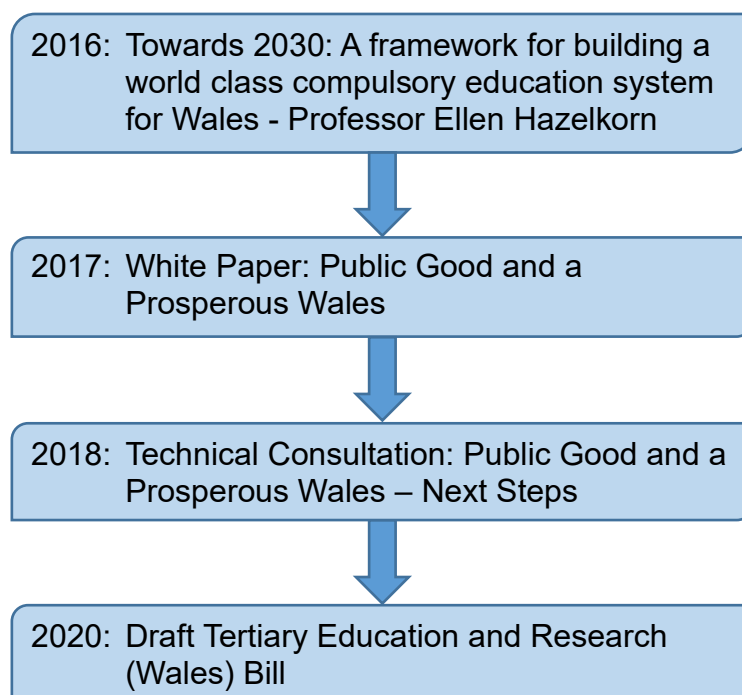 2016: Towards 2030: A framework for building a
world class compulsory education system
for Wales - Professor Ellen Hazelkorn
2017: White Paper: Public Good and a
Prosperous Wales
2018: Technical Consultation: Public Good and a
Prosperous Wales – Next Steps
2020: Draft Tertiary Education and Research
(Wales) Bill